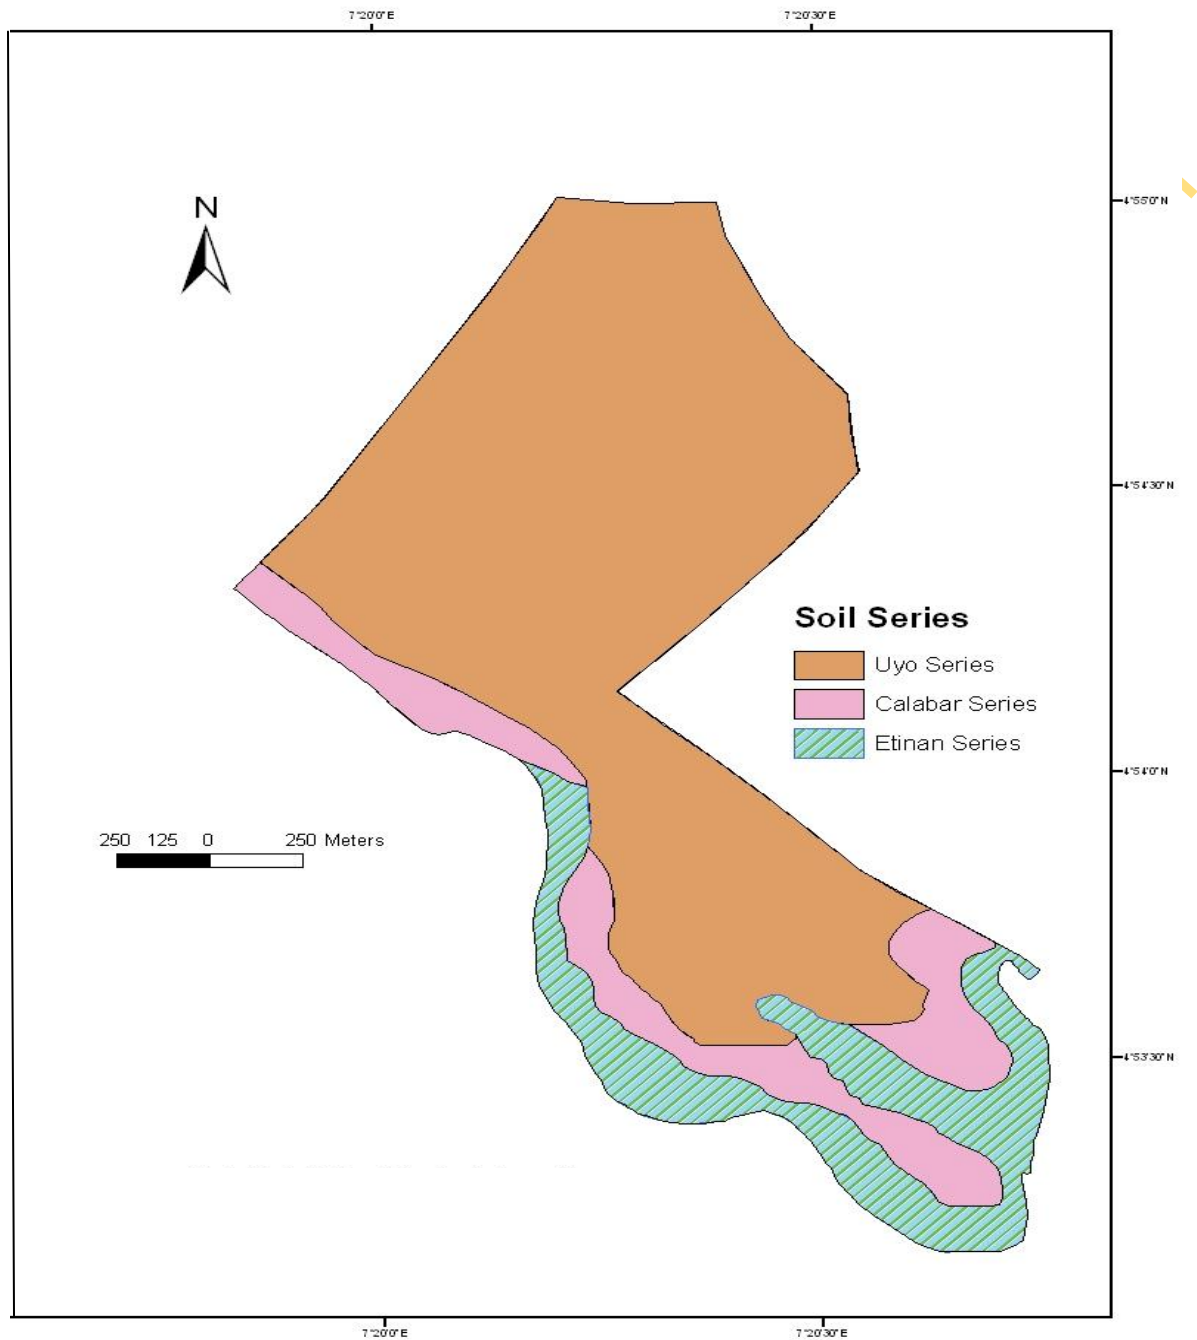 7°20'0"E
7°20'30"E
N
4°55'0"N
4°54'30"N
Soil Series
Uyo Series
Calabar Series
Etinan Series
4°54'0"N
250 125 0 250 Meters
4°53'30"N
7°20'0"E
7°20'30"E